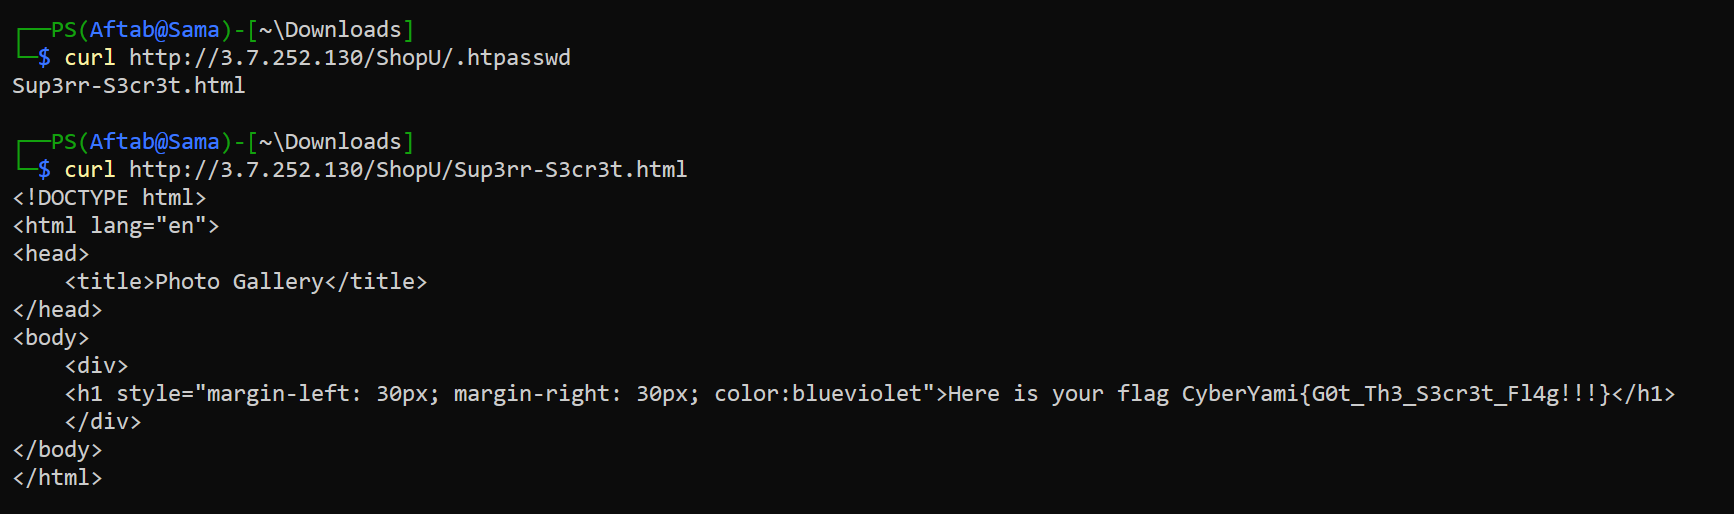 ┌──PS(Aftab@Sama)-[~\Downloads]
└─$ curl http://3.7.252.130/ShopU/.htpasswd
Sup3rr-S3cr3t.html

┌──PS(Aftab@Sama)-[~\Downloads]
└─$ curl http://3.7.252.130/ShopU/Sup3rr-S3cr3t.html
<!DOCTYPE html>
<html lang="en">
<head>
    <title>Photo Gallery</title>
</head>
<body>
    <div>
    <h1 style="margin-left: 30px; margin-right: 30px; color:blueviolet">Here is your flag CyberYami{G0t_Th3_S3cr3t_Fl4g!!!}</h1>
    </div>
</body>
</html>